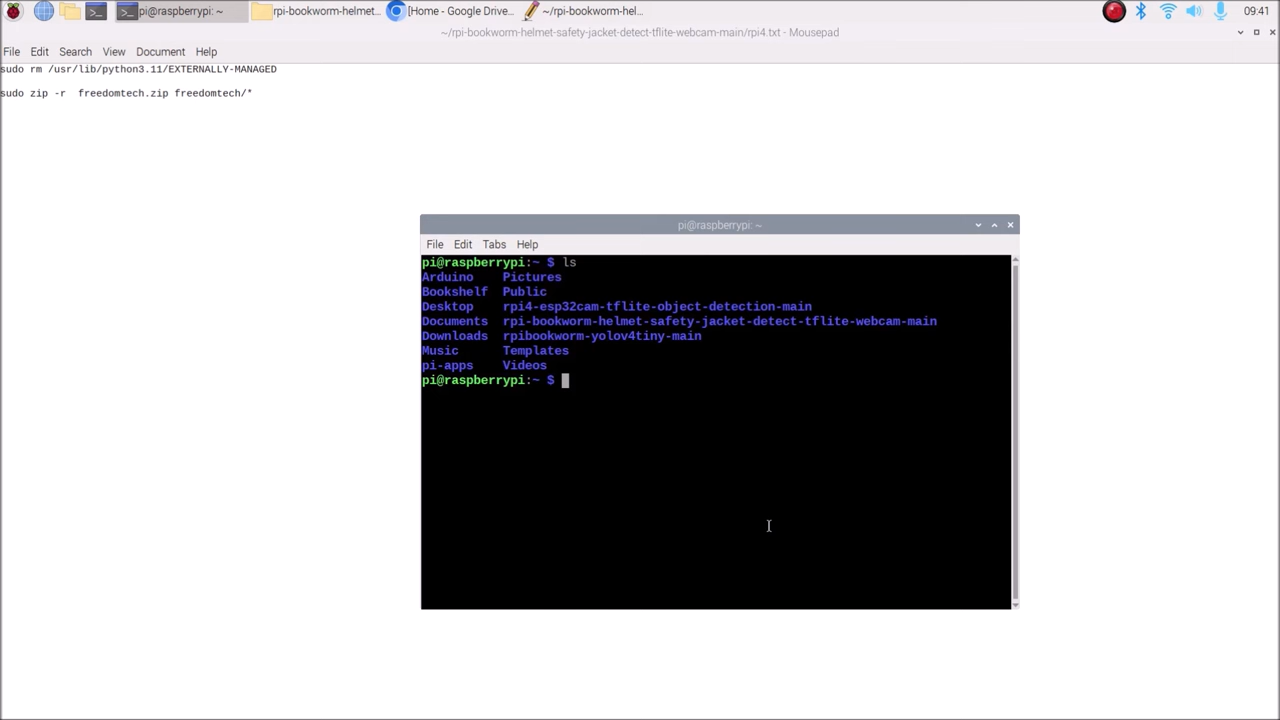 pi@raspberrypi: ~
rpi-bookworm-helmet...
[Home - Google Drive...
~/rpi-bookworm-hel...
09:41
~/rpi-bookworm-helmet-safety-jacket-detect-tflite-webcam-main/rpi4.txt - Mousepad
File Edit Search View Document Help
sudo rm /usr/lib/python3.11/EXTERNALLY-MANAGED
sudo zip -r  freedomtech.zip freedomtech/*
pi@raspberrypi: ~
File Edit Tabs Help
pi@raspberrypi:~ $ ls
Arduino    Pictures
Bookshelf  Public
Desktop    rpi4-esp32cam-tflite-object-detection-main
Documents  rpi-bookworm-helmet-safety-jacket-detect-tflite-webcam-main
Downloads  rpibookworm-yolov4tiny-main
Music      Templates
pi-apps    Videos
pi@raspberrypi:~ $